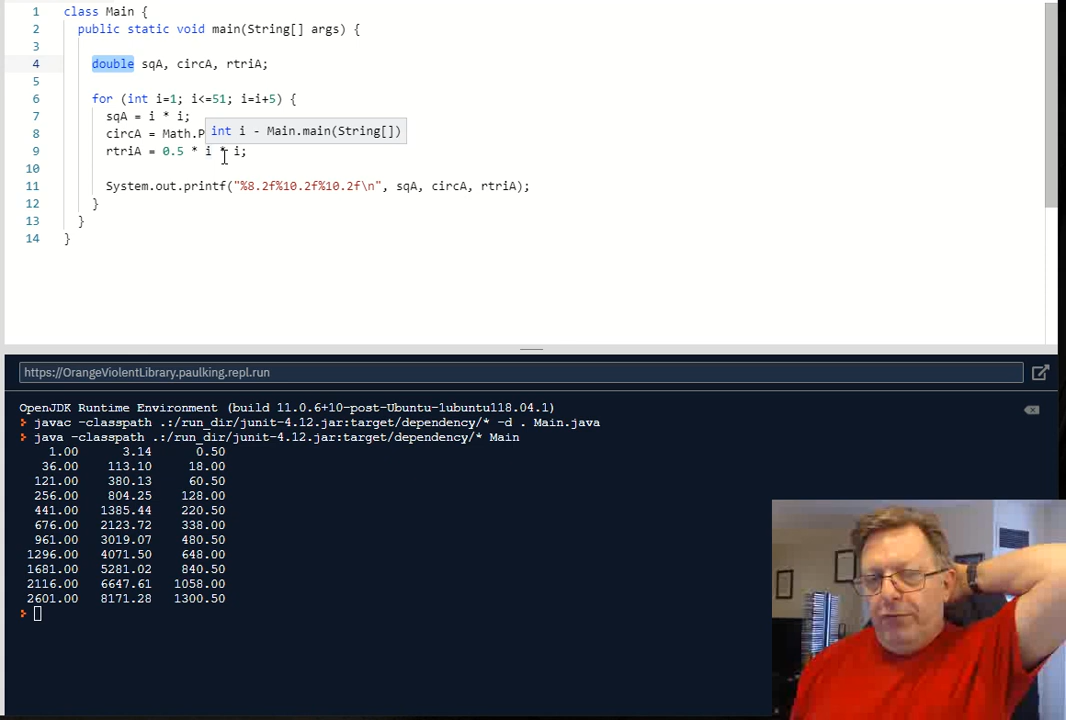 1 class Main {
2 public static void main(String[] args) {
3
4 double sqA, circA, rtriA;
5
6 for (int i=1; i<=51; i=i+5) {
7 sqA = i * i;
8 circA = Math.P
int i - Main.main(String[])
9 rtriA = 0.5 * i * i;
10
11 System.out.printf("%8.2f%10.2f%10.2f\n", sqA, circA, rtriA);
12 }
13 }
14 }
https://OrangeViolentLibrary.paulking.repl.run
OpenJDK Runtime Environment (build 11.0.6+10-post-Ubuntu-1ubuntu118.04.1)
> javac -classpath .:/run_dir/junit-4.12.jar:target/dependency/* -d . Main.java
> java -classpath .:/run_dir/junit-4.12.jar:target/dependency/* Main
1.00 3.14 0.50
36.00 113.10 18.00
121.00 380.13 60.50
256.00 804.25 128.00
441.00 1385.44 220.50
676.00 2123.72 338.00
961.00 3019.07 480.50
1296.00 4071.50 648.00
1681.00 5281.02 840.50
2116.00 6647.61 1058.00
2601.00 8171.28 1300.50
>